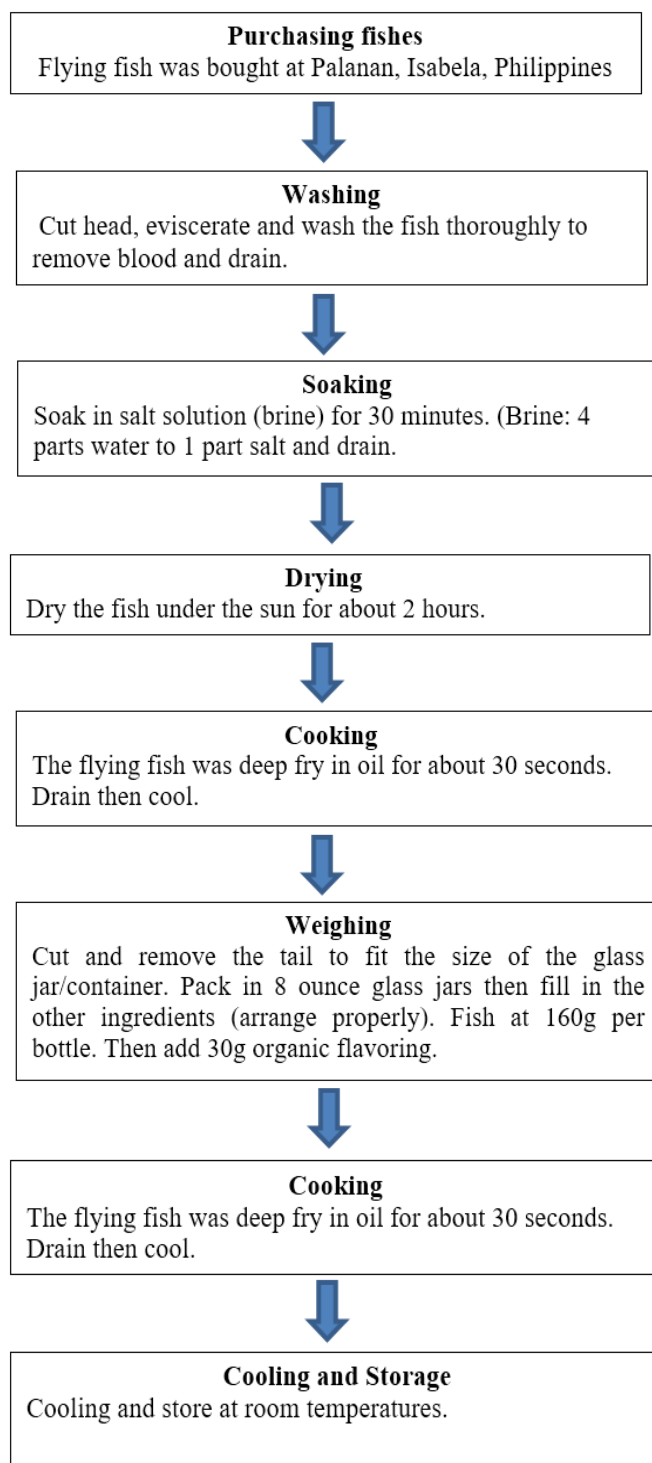 Purchasing fishes
Flying fish was bought at Palanan, Isabela, Philippines
Washing
Cut head, eviscerate and wash the fish thoroughly to
remove blood and drain.
Soaking
Soak in salt solution (brine) for 30 minutes. (Brine: 4
parts water to 1 part salt and drain.
Drying
Dry the fish under the sun for about 2 hours.
Cooking
The flying fish was deep fry in oil for about 30 seconds.
Drain then cool.
Weighing
Cut and remove the tail to fit the size of the glass
jar/container. Pack in 8 ounce glass jars then fill in the
other ingredients (arrange properly). Fish at 160g per
bottle. Then add 30g organic flavoring.
Cooking
The flying fish was deep fry in oil for about 30 seconds.
Drain then cool.
Cooling and Storage
Cooling and store at room temperatures.